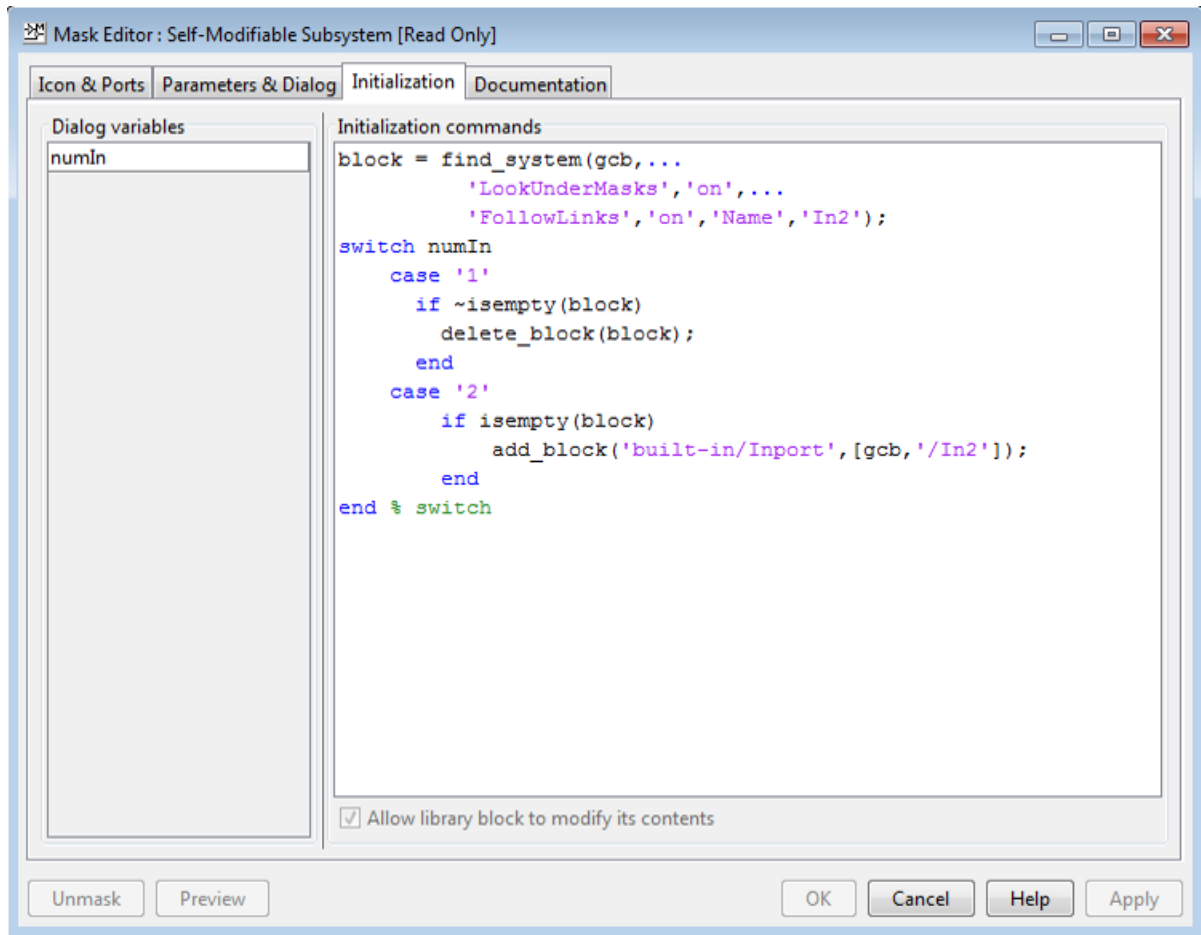 Mask Editor : Self-Modifiable Subsystem [Read Only]
Icon & Ports Parameters & Dialog Initialization Documentation
Dialog variables
numIn
Initialization commands
block = find_system(gcb,...
'LookUnderMasks','on',...
'FollowLinks','on','Name','In2');
switch numIn
case '1'
if ~isempty(block)
delete_block(block);
end
case '2'
if isempty(block)
add_block('built-in/Inport',[gcb,'/In2']);
end
end % switch
Allow library block to modify its contents
Unmask Preview OK Cancel Help Apply